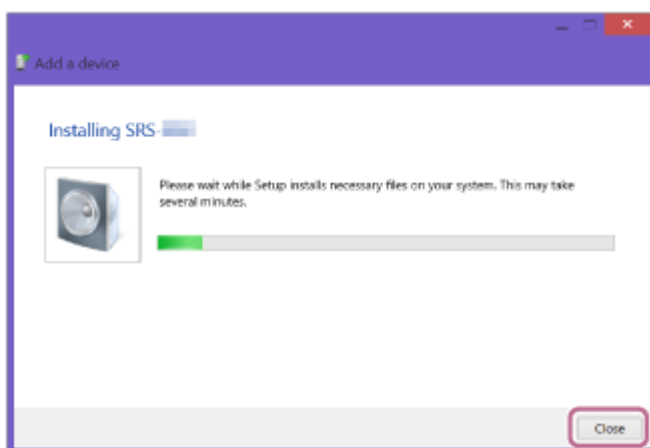 Add a device
Installing SRS-
Please wait while Setup installs necessary files on your system. This may take
several minutes.
Close